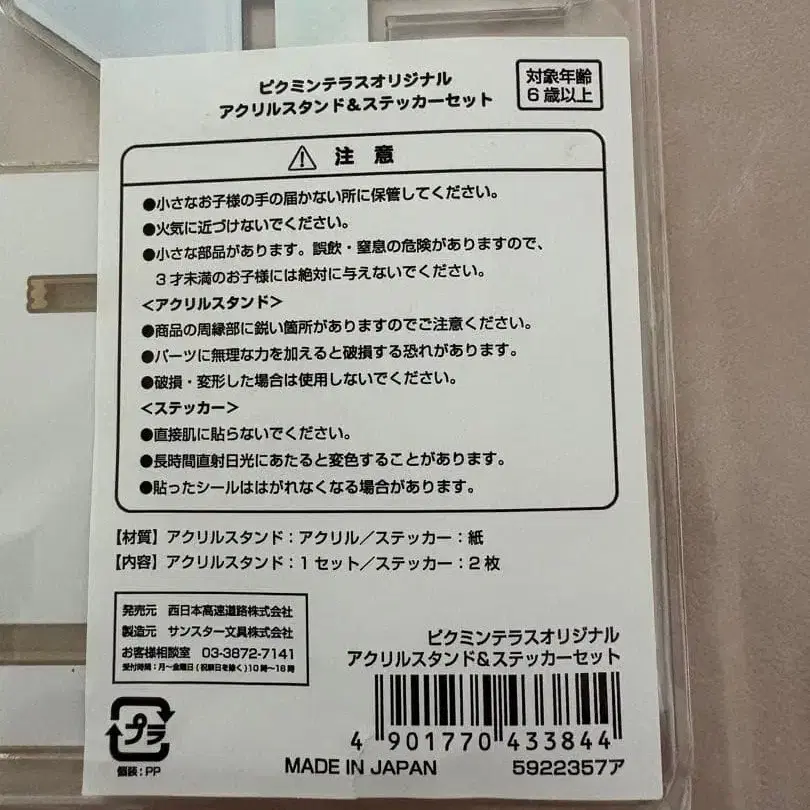 ピクミンテラスオリジナル
アクリルスタンド&ステッカーセット
対象年齢
6歳以上
⚠ 注意
●小さなお子様の手の届かない所に保管してください。
●火気に近づけないでください。
●小さな部品があります。誤飲・窒息の危険がありますので、
3才未満のお子様には絶対に与えないでください。
<アクリルスタンド>
●商品の周縁部に鋭い箇所がありますのでご注意ください。
●パーツに無理な力を加えると破損する恐れがあります。
●破損・変形した場合は使用しないでください。
<ステッカー>
●直接肌に貼らないでください。
●長時間直射日光にあたると変色することがあります。
●貼ったシールははがれなくなる場合があります。
【材質】アクリルスタンド：アクリル／ステッカー：紙
【内容】アクリルスタンド：1セット／ステッカー：2枚
発売元 西日本高速道路株式会社
製造元 サンスター文具株式会社
お客様相談室 03-3872-7141
受付時間：月〜金曜日(祝祭日を除く)10時〜16時
プラ
個装：PP
ピクミンテラスオリジナル
アクリルスタンド&ステッカーセット
4 901770 433844
MADE IN JAPAN 5922357ア